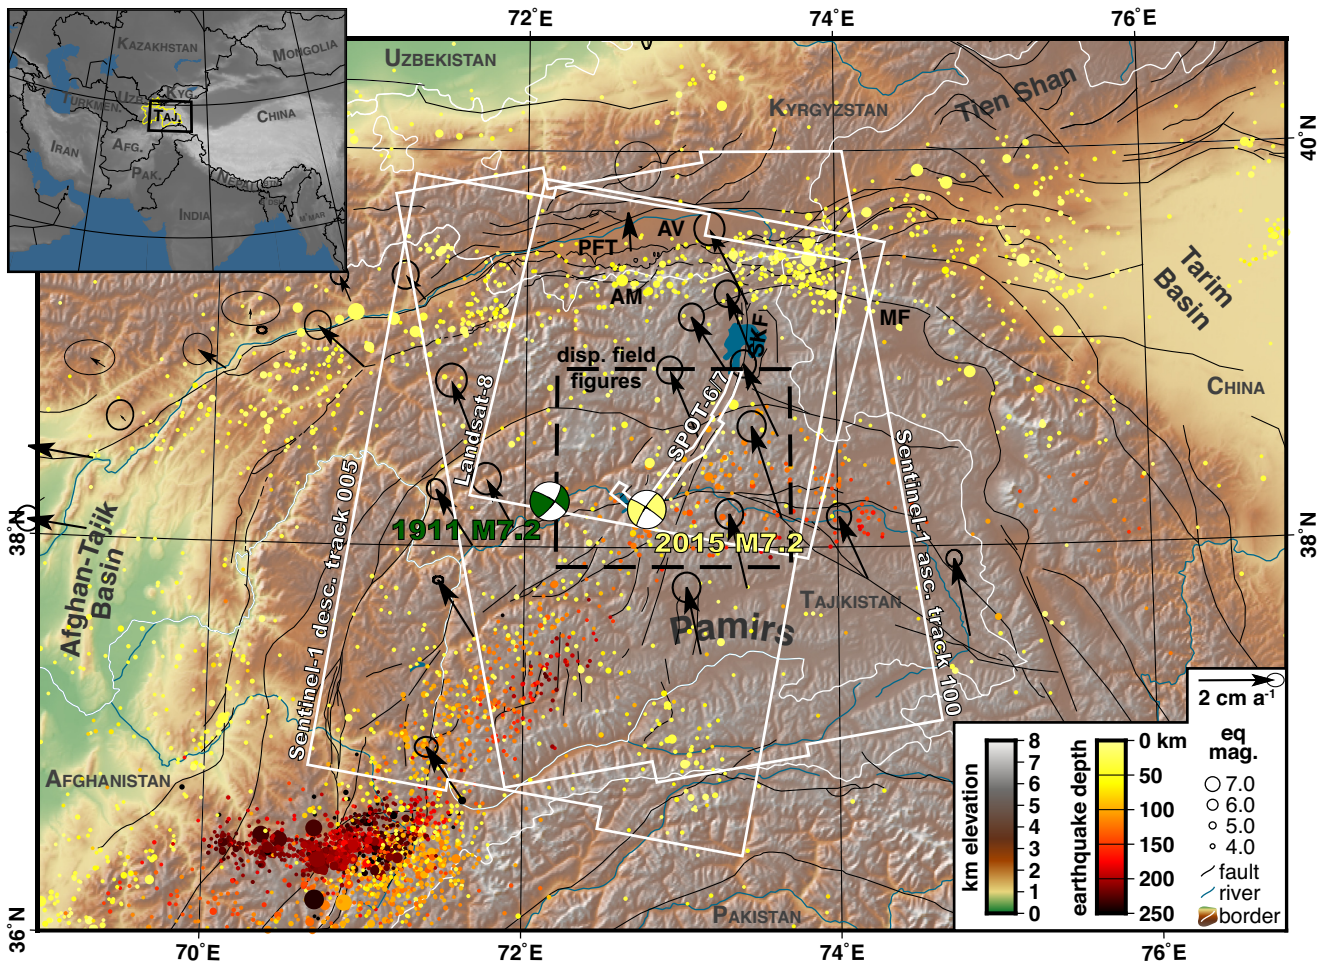 72°E
74°E
76°E
KAZAKHSTAN
MONGOLIA
TURKMEN.
UZB.
KYG.
TAJ.
CHINA
IRAN
AFG.
PAK.
NEPAL
INDIA
M'MAR
UZBEKISTAN
KYRGYZSTAN
Tien Shan
40°N
PFT
AV
AM
MF
SKF
Tarim
Basin
CHINA
disp. field
figures
Landsat-8
SPOT-6/7
Sentinel-1 desc. track 005
Sentinel-1 asc. track 100
1911 M7.2
2015 M7.2
38°N
38°N
Afghan-Tajik
Basin
TAJIKISTAN
Pamirs
AFGHANISTAN
PAKISTAN
2 cm a-1
km elevation
8
7
6
5
4
3
2
1
0
earthquake depth
0 km
50
100
150
200
250
eq
mag.
7.0
6.0
5.0
4.0
fault
river
border
36°N
70°E
72°E
74°E
76°E